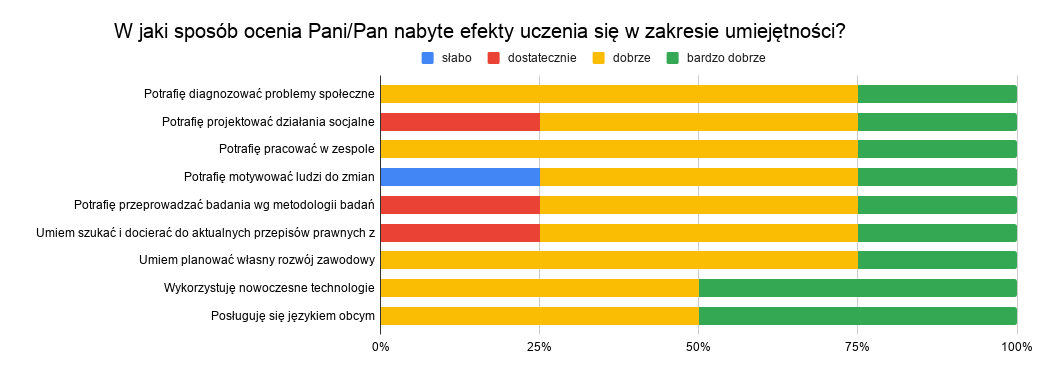 W jaki sposób ocenia Pani/Pan nabyte efekty uczenia się w zakresie umiejętności?
słabo dostatecznie dobrze bardzo dobrze
Potrafię diagnozować problemy społeczne
Potrafię projektować działania socjalne
Potrafię pracować w zespole
Potrafię motywować ludzi do zmian
Potrafię przeprowadzać badania wg metodologii badań
Umiem szukać i docierać do aktualnych przepisów prawnych z
Umiem planować własny rozwój zawodowy
Wykorzystuję nowoczesne technologie
Posługuję się językiem obcym
0% 25% 50% 75% 100%